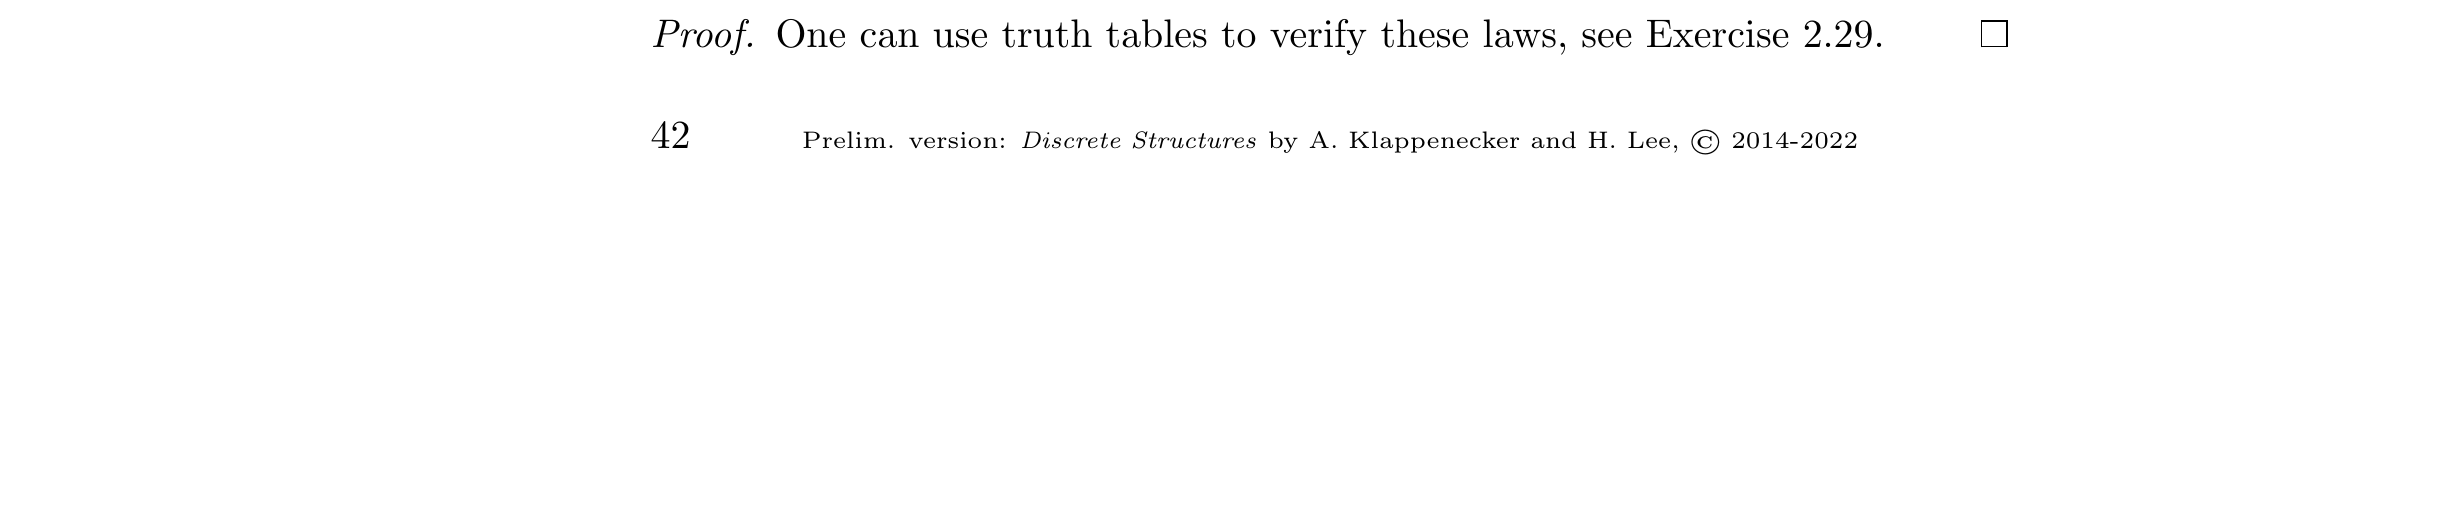 Proof. One can use truth tables to verify these laws, see Exercise 2.29. □
42 Prelim. version: Discrete Structures by A. Klappenecker and H. Lee, © 2014-2022